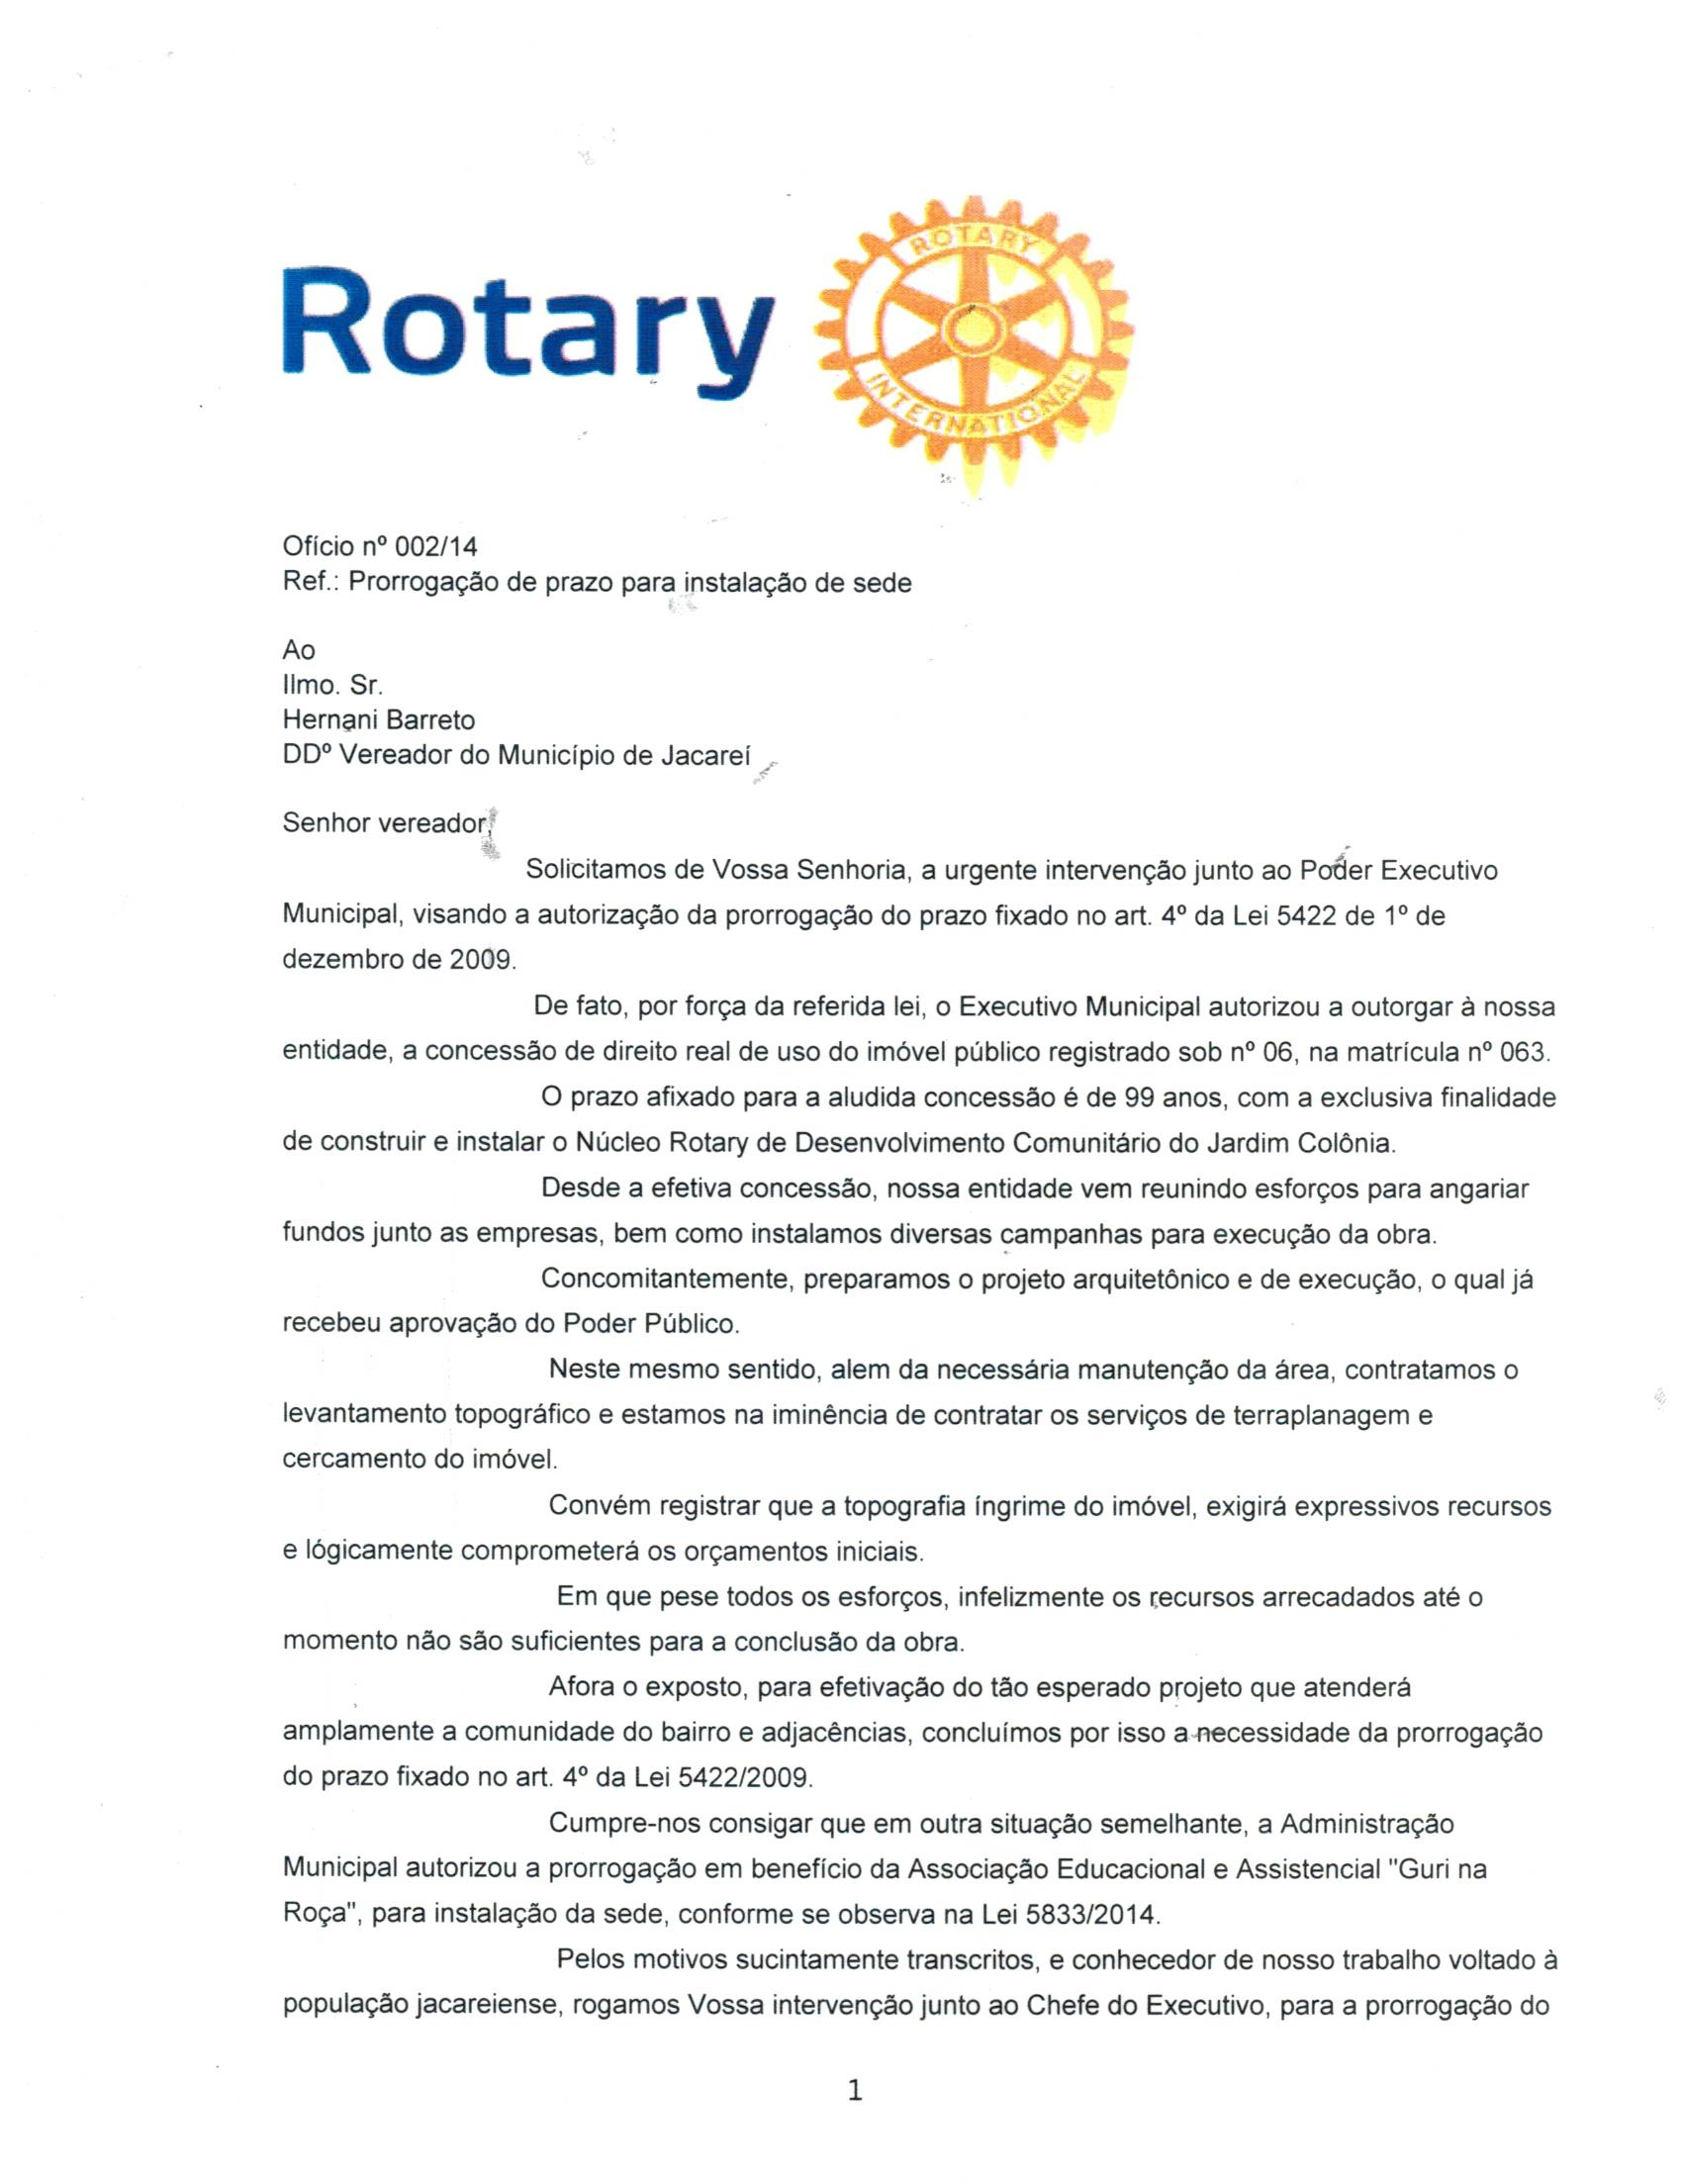 Rotary
ROTARY
INTERNATIONAL
Ofício nº 002/14
Ref.: Prorrogação de prazo para instalação de sede
Ao
Ilmo. Sr.
Hernani Barreto
DDº Vereador do Município de Jacareí
Senhor vereador,
Solicitamos de Vossa Senhoria, a urgente intervenção junto ao Poder Executivo
Municipal, visando a autorização da prorrogação do prazo fixado no art. 4º da Lei 5422 de 1º de
dezembro de 2009.
De fato, por força da referida lei, o Executivo Municipal autorizou a outorgar à nossa
entidade, a concessão de direito real de uso do imóvel público registrado sob nº 06, na matrícula nº 063.
O prazo afixado para a aludida concessão é de 99 anos, com a exclusiva finalidade
de construir e instalar o Núcleo Rotary de Desenvolvimento Comunitário do Jardim Colônia.
Desde a efetiva concessão, nossa entidade vem reunindo esforços para angariar
fundos junto as empresas, bem como instalamos diversas campanhas para execução da obra.
Concomitantemente, preparamos o projeto arquitetônico e de execução, o qual já
recebeu aprovação do Poder Público.
Neste mesmo sentido, alem da necessária manutenção da área, contratamos o
levantamento topográfico e estamos na iminência de contratar os serviços de terraplanagem e
cercamento do imóvel.
Convém registrar que a topografia íngrime do imóvel, exigirá expressivos recursos
e lógicamente comprometerá os orçamentos iniciais.
Em que pese todos os esforços, infelizmente os recursos arrecadados até o
momento não são suficientes para a conclusão da obra.
Afora o exposto, para efetivação do tão esperado projeto que atenderá
amplamente a comunidade do bairro e adjacências, concluímos por isso a necessidade da prorrogação
do prazo fixado no art. 4º da Lei 5422/2009.
Cumpre-nos consigar que em outra situação semelhante, a Administração
Municipal autorizou a prorrogação em benefício da Associação Educacional e Assistencial "Guri na
Roça", para instalação da sede, conforme se observa na Lei 5833/2014.
Pelos motivos sucintamente transcritos, e conhecedor de nosso trabalho voltado à
população jacareiense, rogamos Vossa intervenção junto ao Chefe do Executivo, para a prorrogação do
1